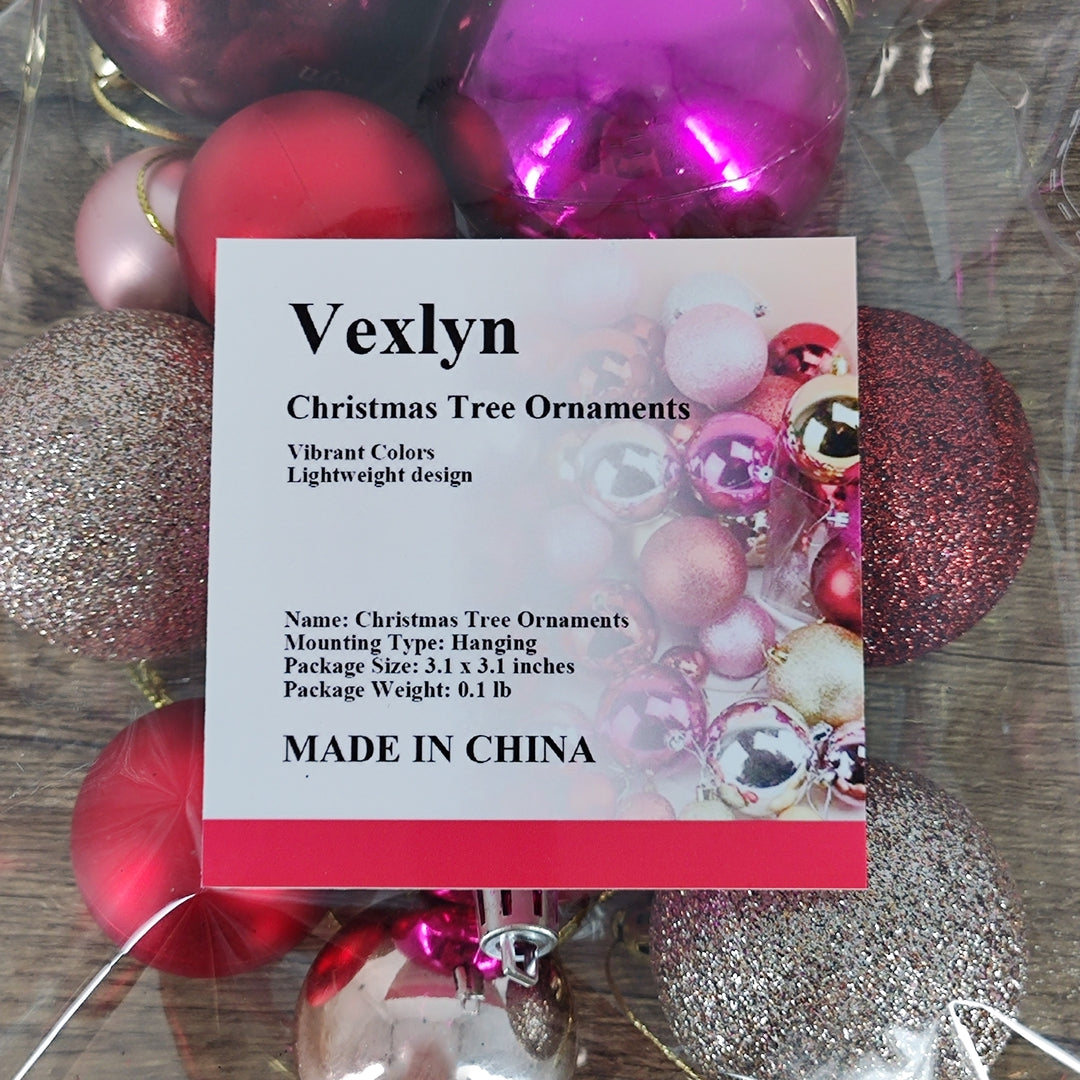 Vexlyn
Christmas Tree Ornaments
Vibrant Colors
Lightweight design
Name: Christmas Tree Ornaments
Mounting Type: Hanging
Package Size: 3.1 x 3.1 inches
Package Weight: 0.1 lb
MADE IN CHINA